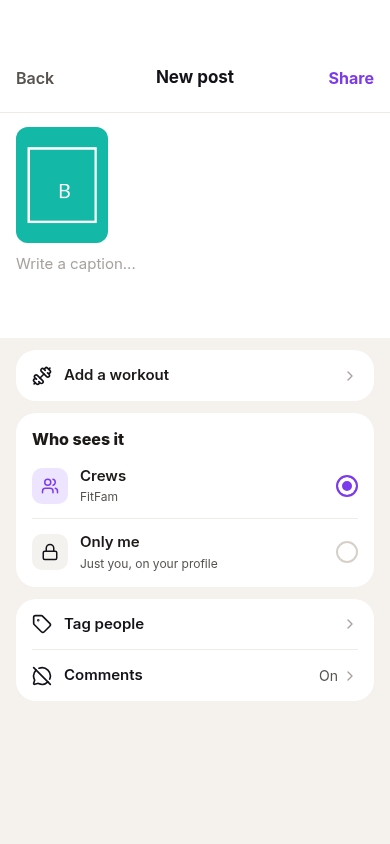 Back
New post
Share
B
Write a caption...
Add a workout
Who sees it
Crews
FitFam
Only me
Just you, on your profile
Tag people
Comments
On